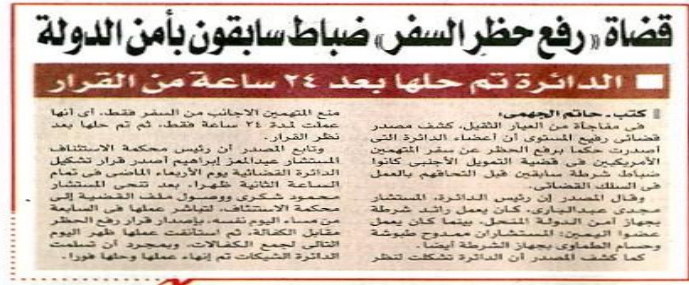 قضاة «رفع حظر السفر» ضباط سابقون بأمن الدولة
الدائرة تم حلها بعد ٢٤ ساعة من القرار
كتب ـ حاتم الجهمى:
فى مفاجأة من العيار الثقيل، كشف مصدر
قضائى رفيع المستوى أن أعضاء الدائرة التى
أصدرت حكما برفع الحظر عن سفر المتهمين
الأمريكيين فى قضية التمويل الأجنبى كانوا
ضباط شرطة سابقين قبل التحاقهم بالعمل
فى السلك القضائى.
وقال المصدر إن رئيس الدائرة، المستشار
مجدى عبدالبارى، كان يعمل رائد شرطة
بجهاز أمن الدولة المنحل، بينما كان يعمل
عضوا اليمين: المستشاران ممدوح طبوشة
وحسام الطماوى بجهاز الشرطة أيضا.
كما كشف المصدر أن الدائرة تشكلت لنظر
منع المتهمين الأجانب من السفر فقط، أى أنها
عملت لمدة ٢٤ ساعة فقط، ثم تم حلها بعد
نظر القرار.
وتابع المصدر أن رئيس محكمة الاستئناف
المستشار عبدالمعز إبراهيم أصدر قرار تشكيل
الدائرة القضائية يوم الأربعاء الماضى فى تمام
الساعة الثانية ظهرا، بعد تنحى المستشار
محمود شكرى ووصول ملف القضية إلى
محكمة الاستئناف، لتباشر عملها فى السابعة
من مساء اليوم نفسه، بإصدار قرار رفع الحظر
مقابل الكفالة، ثم استأنفت عملها ظهر اليوم
التالى لجمع الكفالات، وبمجرد أن تسلمت
الدائرة الشيكات تم إنهاء عملها وحلها فورا.